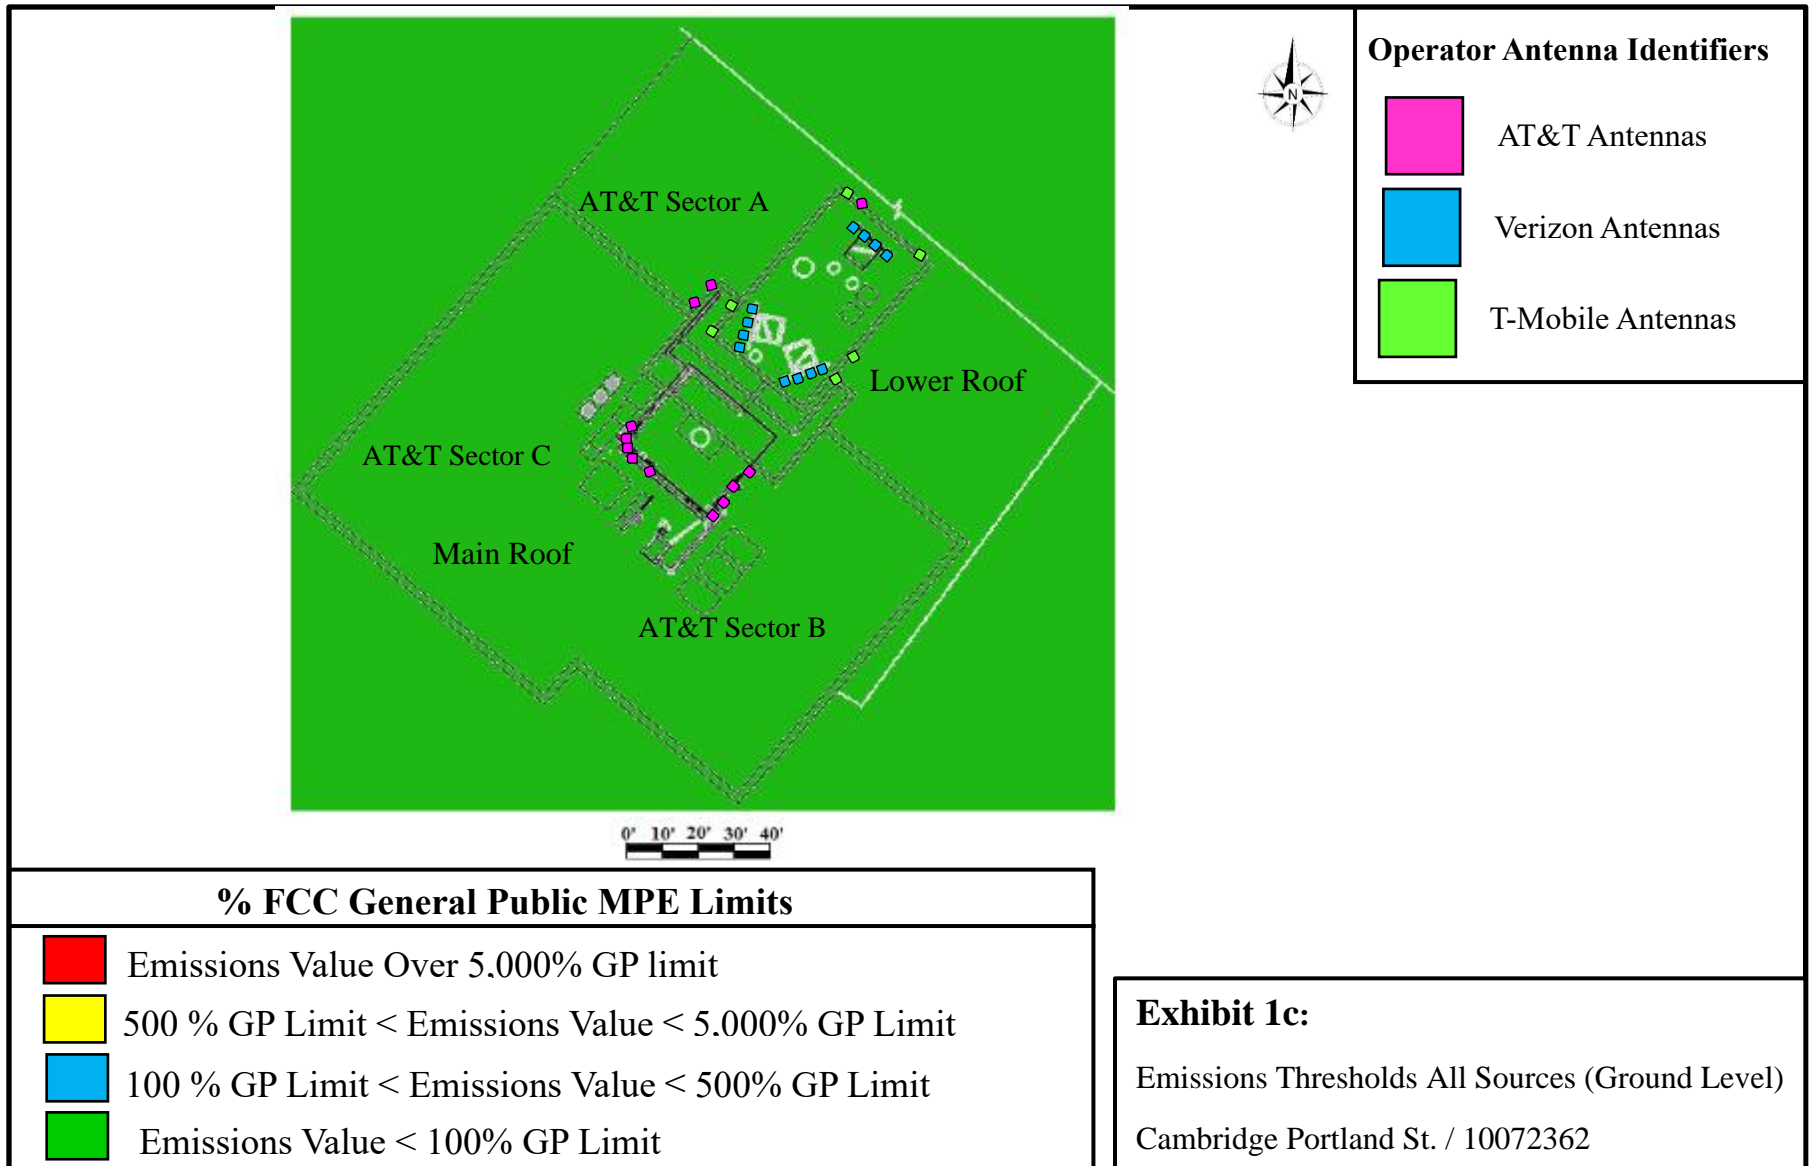 Operator Antenna Identifiers
AT&T Antennas
Verizon Antennas
T-Mobile Antennas
N
AT&T Sector A
Lower Roof
AT&T Sector C
Main Roof
AT&T Sector B
0' 10' 20' 30' 40'
% FCC General Public MPE Limits
Emissions Value Over 5,000% GP limit
500 % GP Limit < Emissions Value < 5,000% GP Limit
100 % GP Limit < Emissions Value < 500% GP Limit
Emissions Value < 100% GP Limit
Exhibit 1c:
Emissions Thresholds All Sources (Ground Level)
Cambridge Portland St. / 10072362